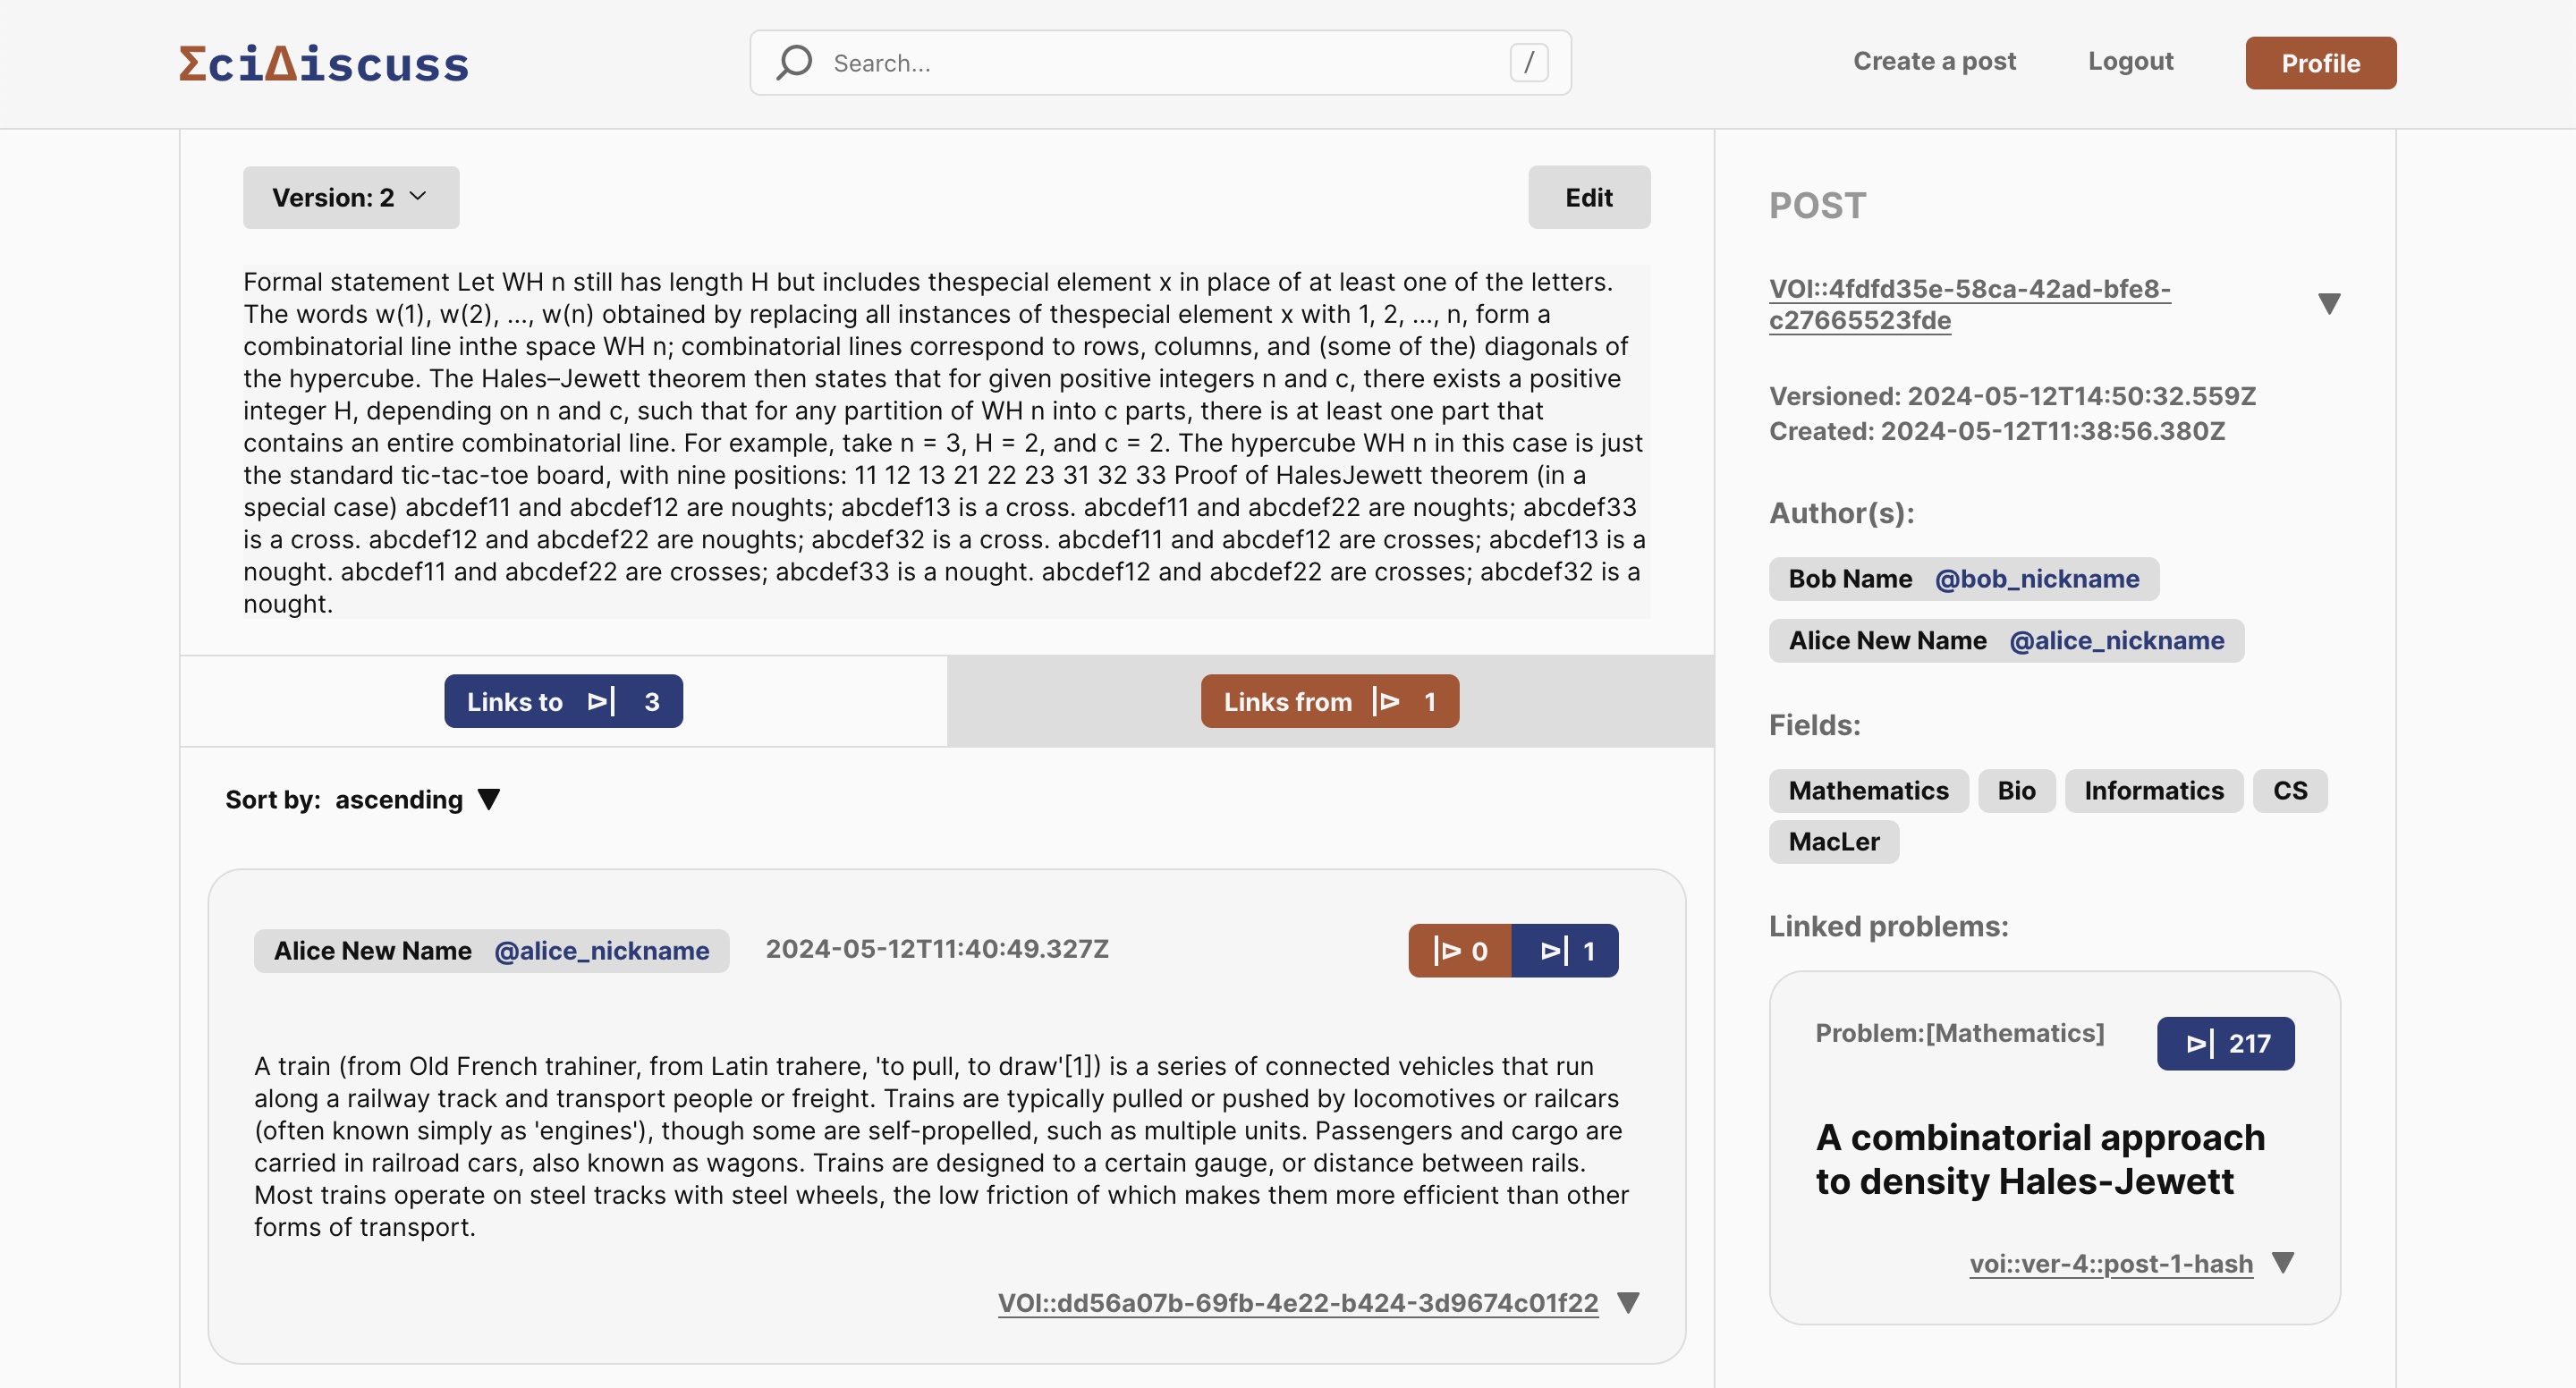 ΣciΔiscuss
Search...
/
Create a post
Logout
Profile
Version: 2
Edit
Formal statement Let WH n still has length H but includes thespecial element x in place of at least one of the letters.
The words w(1), w(2), ..., w(n) obtained by replacing all instances of thespecial element x with 1, 2, ..., n, form a
combinatorial line inthe space WH n; combinatorial lines correspond to rows, columns, and (some of the) diagonals of
the hypercube. The Hales–Jewett theorem then states that for given positive integers n and c, there exists a positive
integer H, depending on n and c, such that for any partition of WH n into c parts, there is at least one part that
contains an entire combinatorial line. For example, take n = 3, H = 2, and c = 2. The hypercube WH n in this case is just
the standard tic-tac-toe board, with nine positions: 11 12 13 21 22 23 31 32 33 Proof of HalesJewett theorem (in a
special case) abcdef11 and abcdef12 are noughts; abcdef13 is a cross. abcdef11 and abcdef22 are noughts; abcdef33
is a cross. abcdef12 and abcdef22 are noughts; abcdef32 is a cross. abcdef11 and abcdef12 are crosses; abcdef13 is a
nought. abcdef11 and abcdef22 are crosses; abcdef33 is a nought. abcdef12 and abcdef22 are crosses; abcdef32 is a
nought.
Links to 3
Links from 1
Sort by: ascending
Alice New Name @alice_nickname
2024-05-12T11:40:49.327Z
0
1
A train (from Old French trahiner, from Latin trahere, 'to pull, to draw'[1]) is a series of connected vehicles that run
along a railway track and transport people or freight. Trains are typically pulled or pushed by locomotives or railcars
(often known simply as 'engines'), though some are self-propelled, such as multiple units. Passengers and cargo are
carried in railroad cars, also known as wagons. Trains are designed to a certain gauge, or distance between rails.
Most trains operate on steel tracks with steel wheels, the low friction of which makes them more efficient than other
forms of transport.
VOI::dd56a07b-69fb-4e22-b424-3d9674c01f22
POST
VOI::4fdfd35e-58ca-42ad-bfe8-
c27665523fde
Versioned: 2024-05-12T14:50:32.559Z
Created: 2024-05-12T11:38:56.380Z
Author(s):
Bob Name @bob_nickname
Alice New Name @alice_nickname
Fields:
Mathematics Bio Informatics CS
MacLer
Linked problems:
Problem:[Mathematics]
217
A combinatorial approach
to density Hales-Jewett
voi::ver-4::post-1-hash